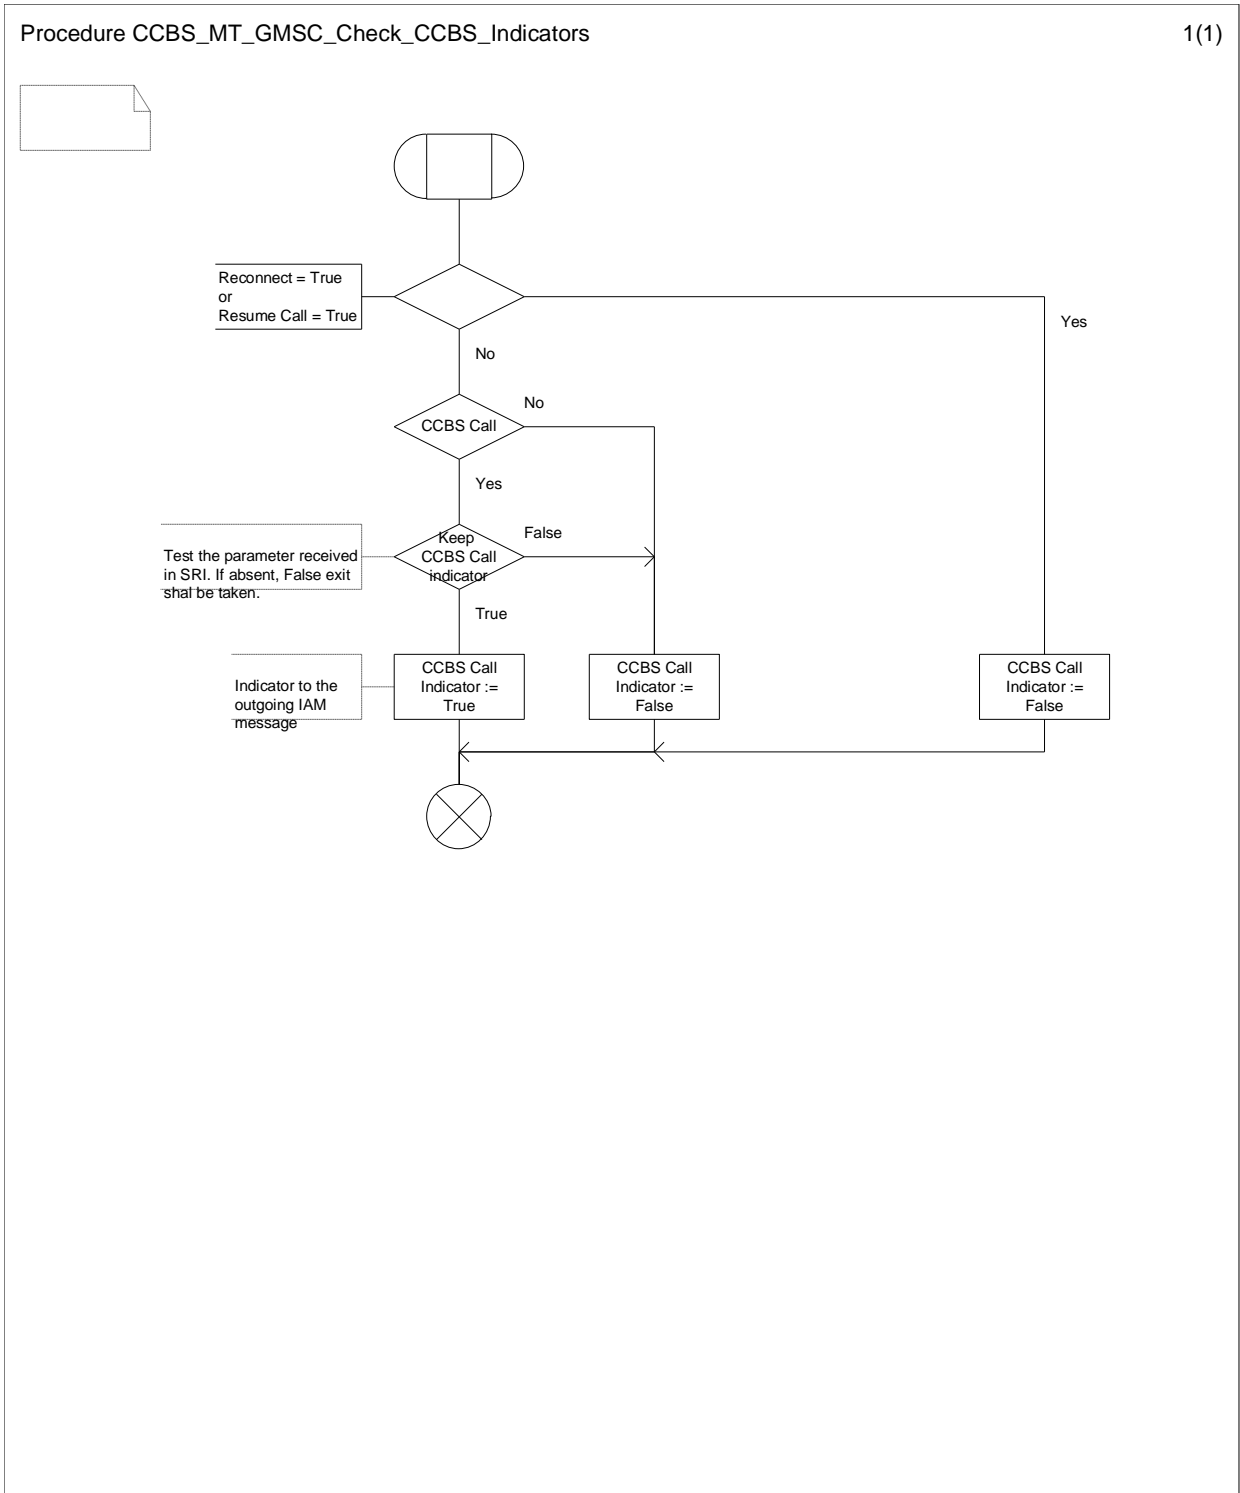 Procedure CCBS_MT_GMSC_Check_CCBS_Indicators
1(1)
Reconnect = True
or
Resume Call = True
Yes
No
No
CCBS Call
Yes
Keep
CCBS Call
indicator
False
Test the parameter received
in SRI. If absent, False exit
shal be taken.
True
CCBS Call
Indicator :=
True
CCBS Call
Indicator :=
False
CCBS Call
Indicator :=
False
Indicator to the
outgoing IAM
message